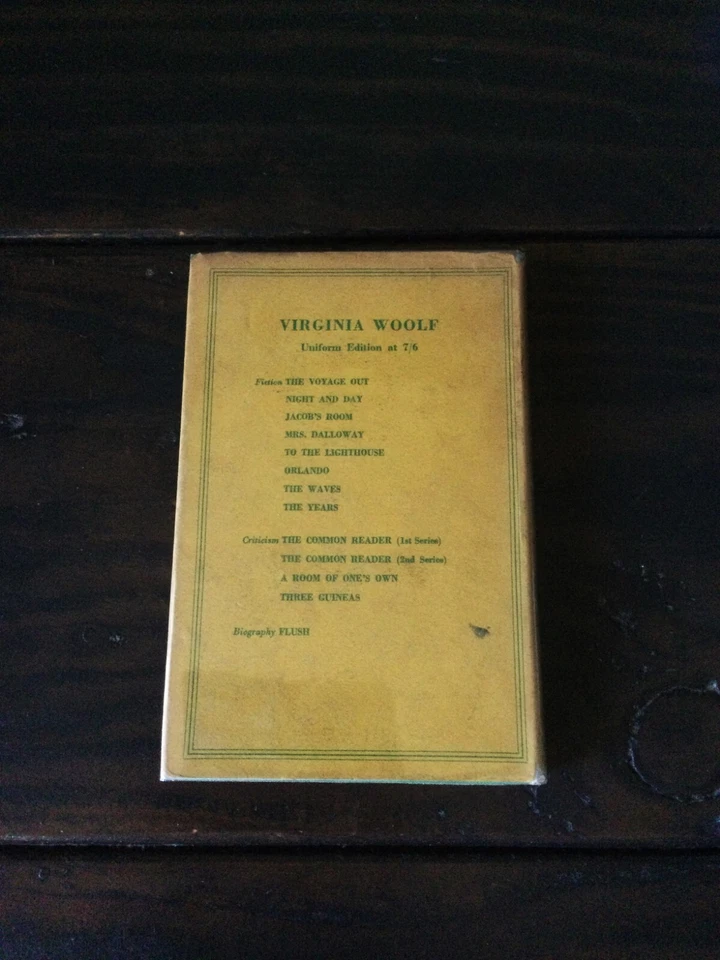 VIRGINIA WOOLF
Uniform Edition at 7/6
Fiction THE VOYAGE OUT
NIGHT AND DAY
JACOB'S ROOM
MRS. DALLOWAY
TO THE LIGHTHOUSE
ORLANDO
THE WAVES
THE YEARS
Criticism THE COMMON READER (1st Series)
THE COMMON READER (2nd Series)
A ROOM OF ONE'S OWN
THREE GUINEAS
Biography FLUSH